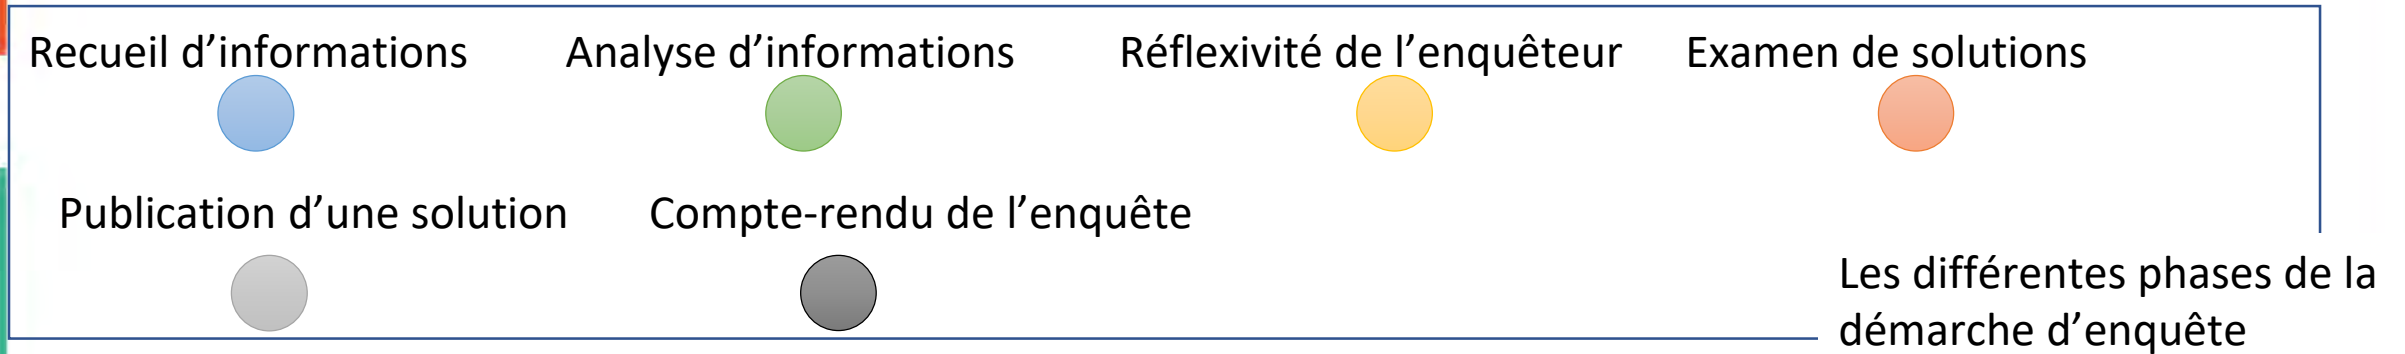 Recueil d’informations
Analyse d’informations
Réflexivité de l’enquêteur
Examen de solutions
Publication d’une solution
Compte-rendu de l’enquête
Les différentes phases de la
démarche d’enquête